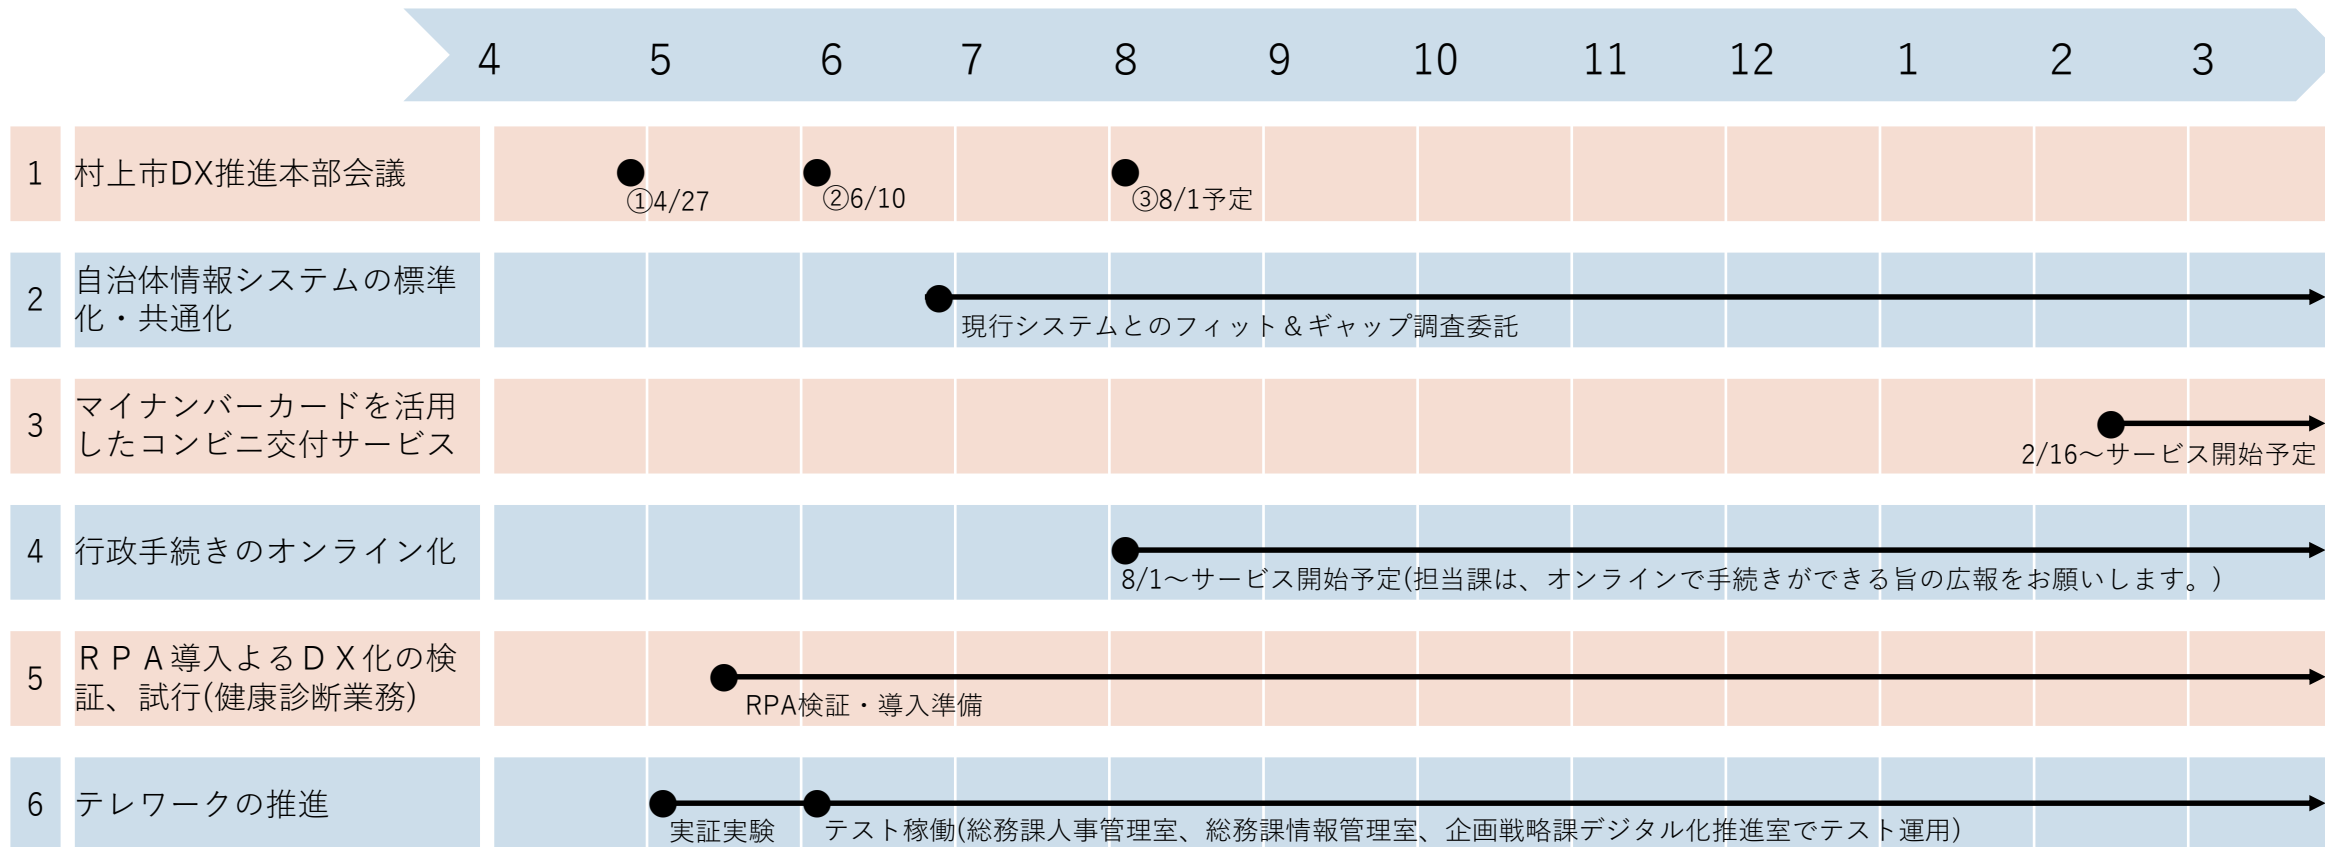 4 5 6 7 8 9 10 11 12 1 2 3
1 村上市DX推進本部会議
①4/27 ②6/10 ③8/1予定
2 自治体情報システムの標準
化・共通化
現行システムとのフィット&ギャップ調査委託
3 マイナンバーカードを活用
したコンビニ交付サービス
2/16~サービス開始予定
4 行政手続きのオンライン化
8/1~サービス開始予定(担当課は、オンラインで手続きができる旨の広報をお願いします。)
5 RPA導入よるDX化の検
証、試行(健康診断業務)
RPA検証・導入準備
6 テレワークの推進
実証実験 テスト稼働(総務課人事管理室、総務課情報管理室、企画戦略課デジタル化推進室でテスト運用)